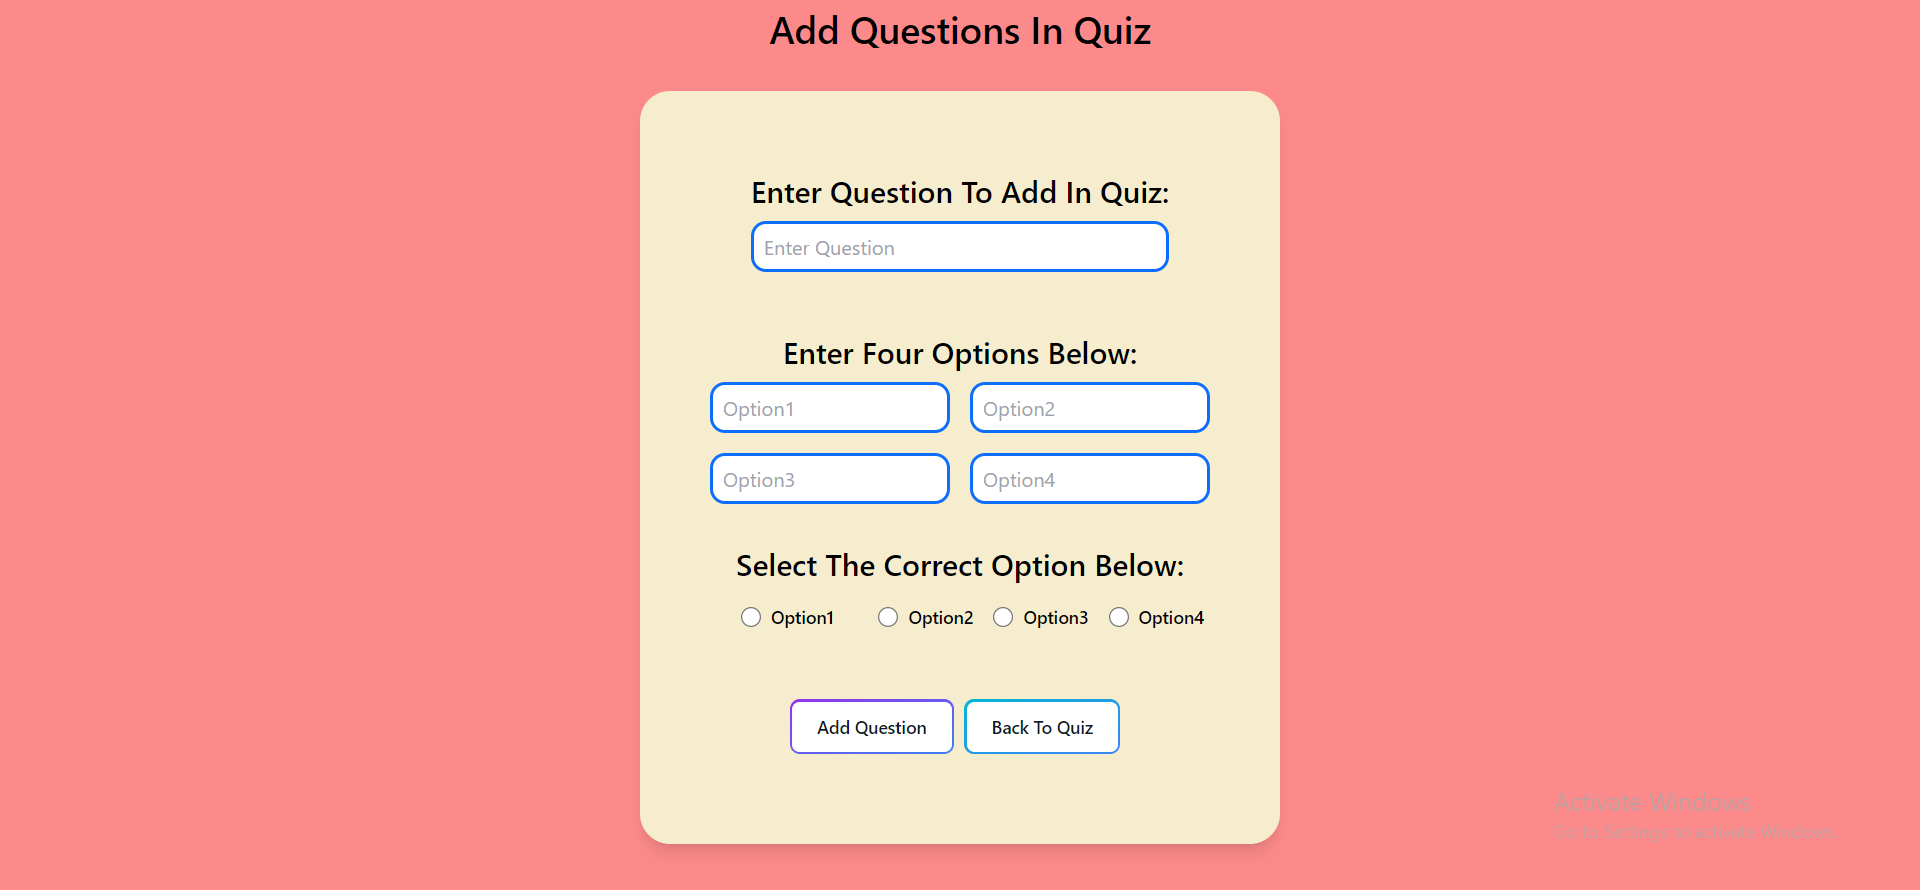 Add Questions In Quiz
Enter Question To Add In Quiz:
Enter Question
Enter Four Options Below:
Option1 Option2
Option3 Option4
Select The Correct Option Below:
Option1 Option2 Option3 Option4
Add Question Back To Quiz
Activate Windows
Go to Settings to activate Windows.